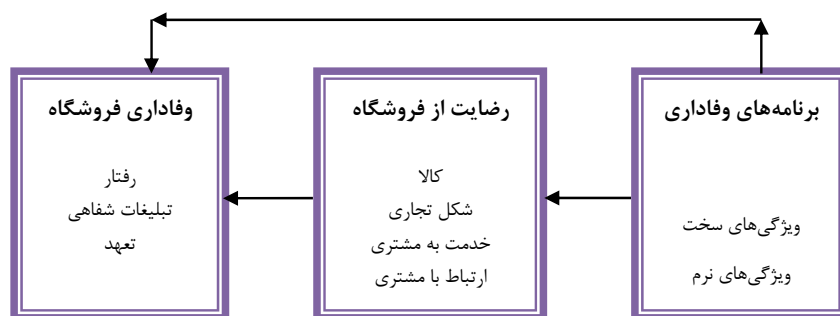 برنامه‌های وفاداری
ویژگی‌های سخت
ویژگی‌های نرم
رضایت از فروشگاه
کالا
شکل تجاری
خدمت به مشتری
ارتباط با مشتری
وفاداری فروشگاه
رفتار
تبلیغات شفاهی
تعهد